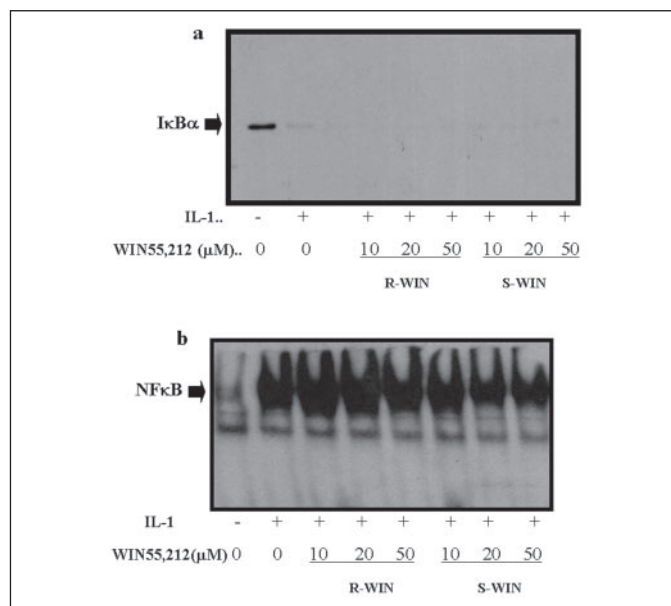 a
IκBα
IL-1.. - + + + + + + +
WIN55,212 (μM).. 0 0 10 20 50 10 20 50
R-WIN S-WIN
b
NFκB
IL-1 - + + + + + + +
WIN55,212(μM) 0 0 10 20 50 10 20 50
R-WIN S-WIN